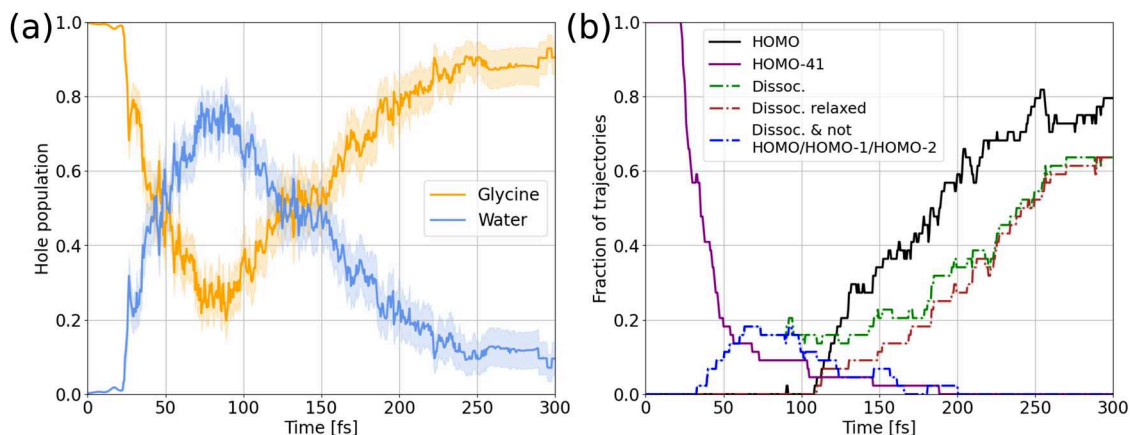 (a)
Hole population
1.0
0.8
0.6
0.4
0.2
0.0
Glycine
Water
0
50
100
150
200
250
300
Time [fs]
(b)
Fraction of trajectories
1.0
0.8
0.6
0.4
0.2
0.0
HOMO
HOMO-41
Dissoc.
Dissoc. relaxed
Dissoc. & not
HOMO/HOMO-1/HOMO-2
0
50
100
150
200
250
300
Time [fs]